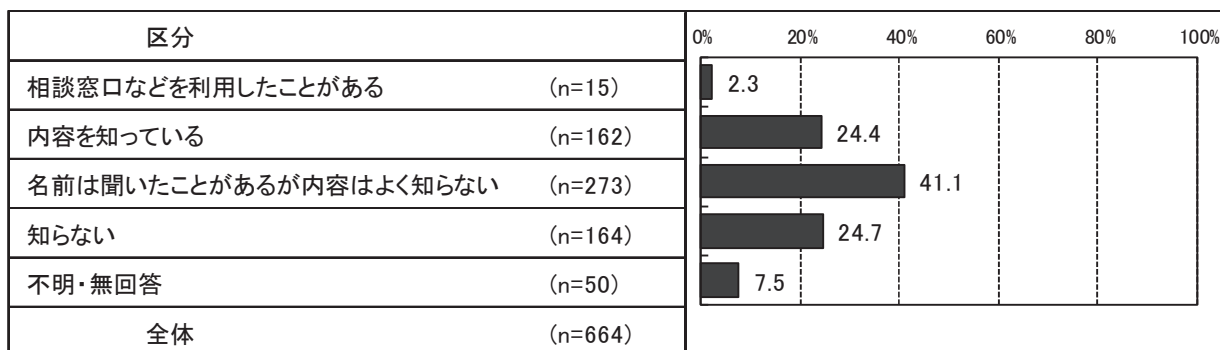 区分 0% 20% 40% 60% 80% 100%
相談窓口などを利用したことがある (n=15) 2.3
内容を知っている (n=162) 24.4
名前は聞いたことがあるが内容はよく知らない (n=273) 41.1
知らない (n=164) 24.7
不明・無回答 (n=50) 7.5
全体 (n=664)